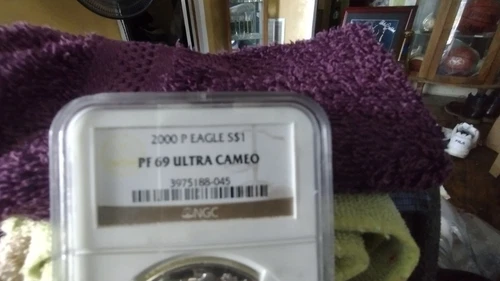 2000 P EAGLE S$1
PF 69 ULTRA CAMEO
3975188-045
NGC